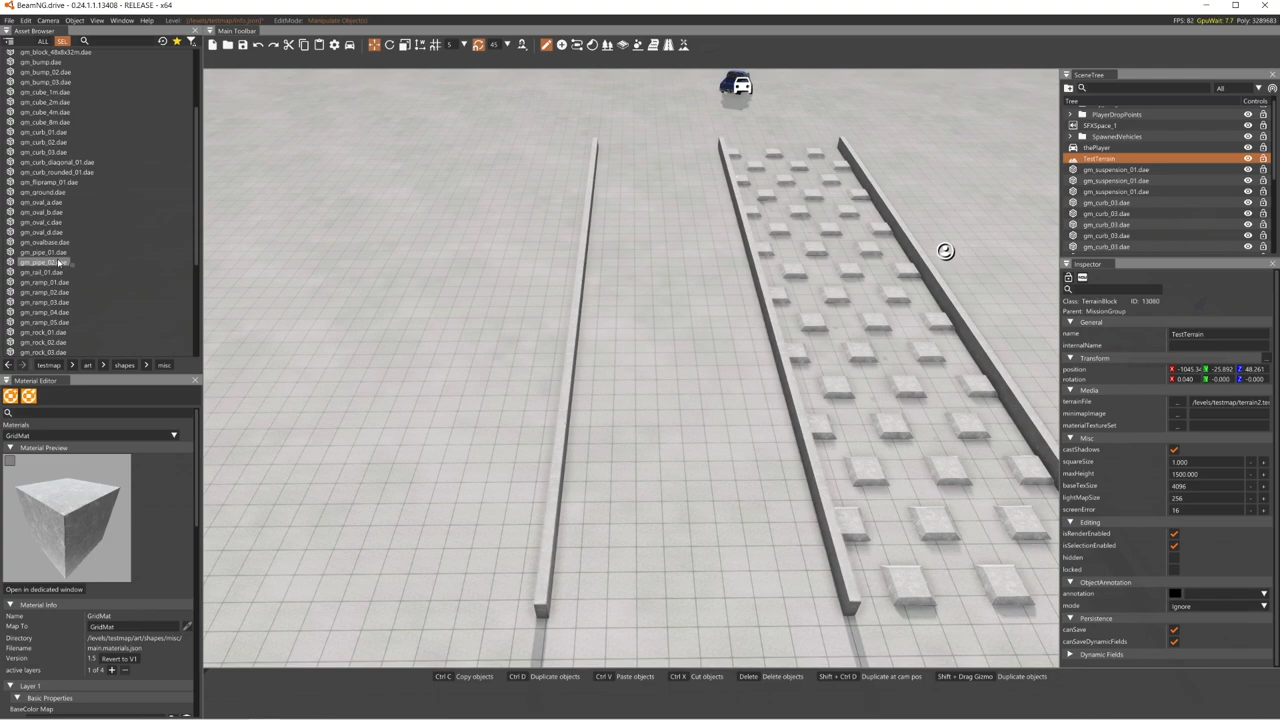 BeamNG.drive - 0.24.1.1.13408 - RELEASE - x64
File Edit Camera Object View Window Help Level: [/levels/testmap/info.json]* EditMode: Manipulate Object(s)
FPS: 82 GpuWait: 7.7 Poly: 3289683
Asset Browser
Main Toolbar
ALL SEL
5 45
gm_block_48x8x32m.dae
gm_bump.dae
gm_bump_02.dae
gm_bump_03.dae
gm_cube_1m.dae
gm_cube_2m.dae
gm_cube_4m.dae
gm_cube_8m.dae
gm_curb_01.dae
gm_curb_02.dae
gm_curb_03.dae
gm_curb_diagonal_01.dae
gm_curb_rounded_01.dae
gm_flipramp_01.dae
gm_ground.dae
gm_oval_a.dae
gm_oval_b.dae
gm_oval_c.dae
gm_oval_d.dae
gm_ovalbase.dae
gm_pipe_01.dae
gm_pipe_02.dae
gm_rail_01.dae
gm_ramp_01.dae
gm_ramp_02.dae
gm_ramp_03.dae
gm_ramp_04.dae
gm_ramp_05.dae
gm_rock_01.dae
gm_rock_02.dae
gm_rock_03.dae
testmap art shapes misc
Material Editor
Materials
GridMat
Material Preview
Open in dedicated window
Material Info
Name GridMat
Map To GridMat
Directory /levels/testmap/art/shapes/misc/
Filename main.materials.json
Version 1.5 Revert to V1
active layers 1 of 4 + -
Layer 1
Basic Properties
BaseColor Map
Ctrl C Copy objects Ctrl D Duplicate objects Ctrl V Paste objects Ctrl X Cut objects Delete Delete objects Shift + Ctrl D Duplicate at cam pos Shift + Drag Gizmo Duplicate objects
SceneTree
All
Tree Controls
PlayerDropPoints
SFXSpace_1
SpawnedVehicles
thePlayer
TestTerrain
gm_suspension_01.dae
gm_suspension_01.dae
gm_suspension_01.dae
gm_curb_03.dae
gm_curb_03.dae
gm_curb_03.dae
gm_curb_03.dae
gm_curb_03.dae
Inspector
Class: TerrainBlock ID: 13080
Parent: MissionGroup
General
name TestTerrain
internalName
Transform ...
position X -1045.34 Y -25.892 Z 48.261
rotation X 0.040 Y -0.000 Z -0.000
Media
terrainFile ... /levels/testmap/terrain2.ter
minimapImage ...
materialTextureSet ...
Misc
castShadows
squareSize 1.000 - +
maxHeight 1500.000 - +
baseTexSize 4096 - +
lightMapSize 256 - +
screenError 16 - +
Editing
isRenderEnabled
isSelectionEnabled
hidden
locked
ObjectAnnotation
annotation
mode Ignore
Persistence
canSave
canSaveDynamicFields
Dynamic Fields